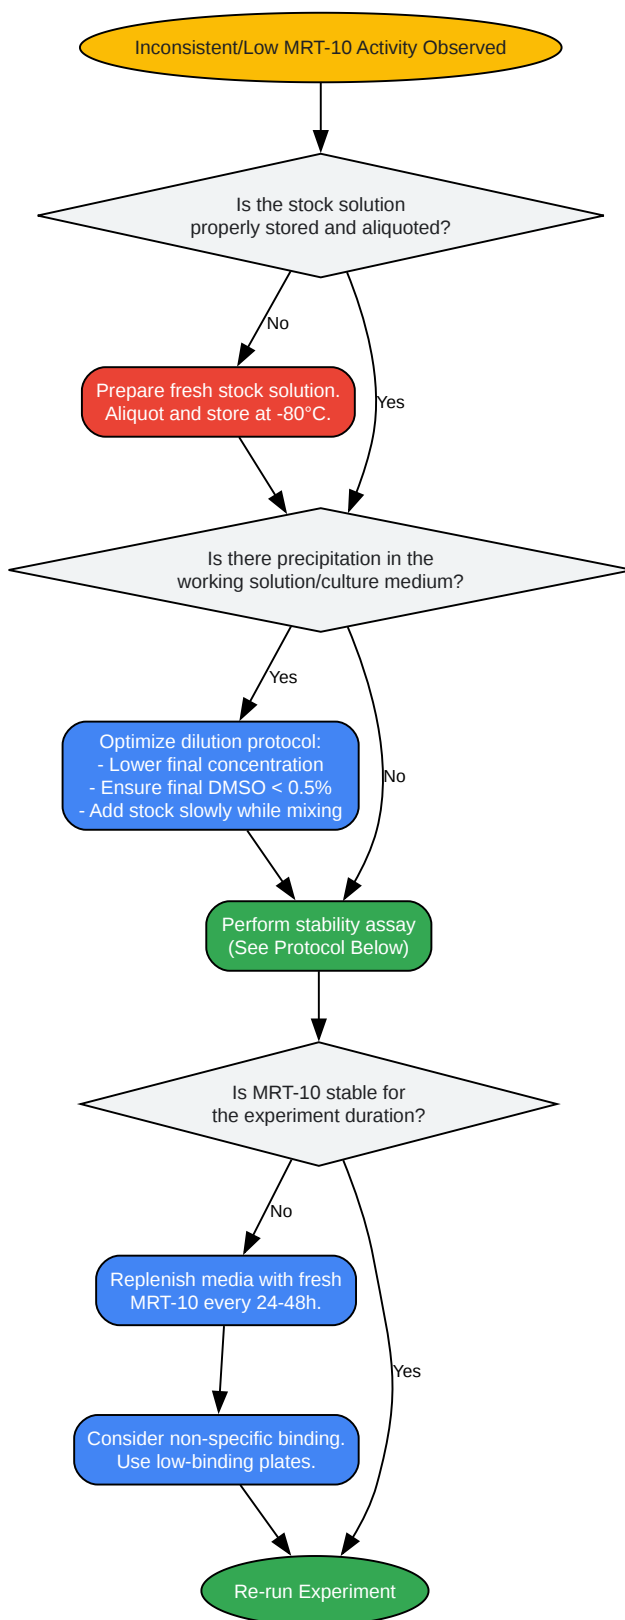 Inconsistent/Low MRT-10 Activity Observed
Is the stock solution
properly stored and aliquoted?
No
Prepare fresh stock solution.
Aliquot and store at -80°C.
Yes
Is there precipitation in the
working solution/culture medium?
Yes
Optimize dilution protocol:
- Lower final concentration
- Ensure final DMSO < 0.5%
- Add stock slowly while mixing
No
Perform stability assay
(See Protocol Below)
Is MRT-10 stable for
the experiment duration?
No
Replenish media with fresh
MRT-10 every 24-48h.
Yes
Consider non-specific binding.
Use low-binding plates.
Re-run Experiment